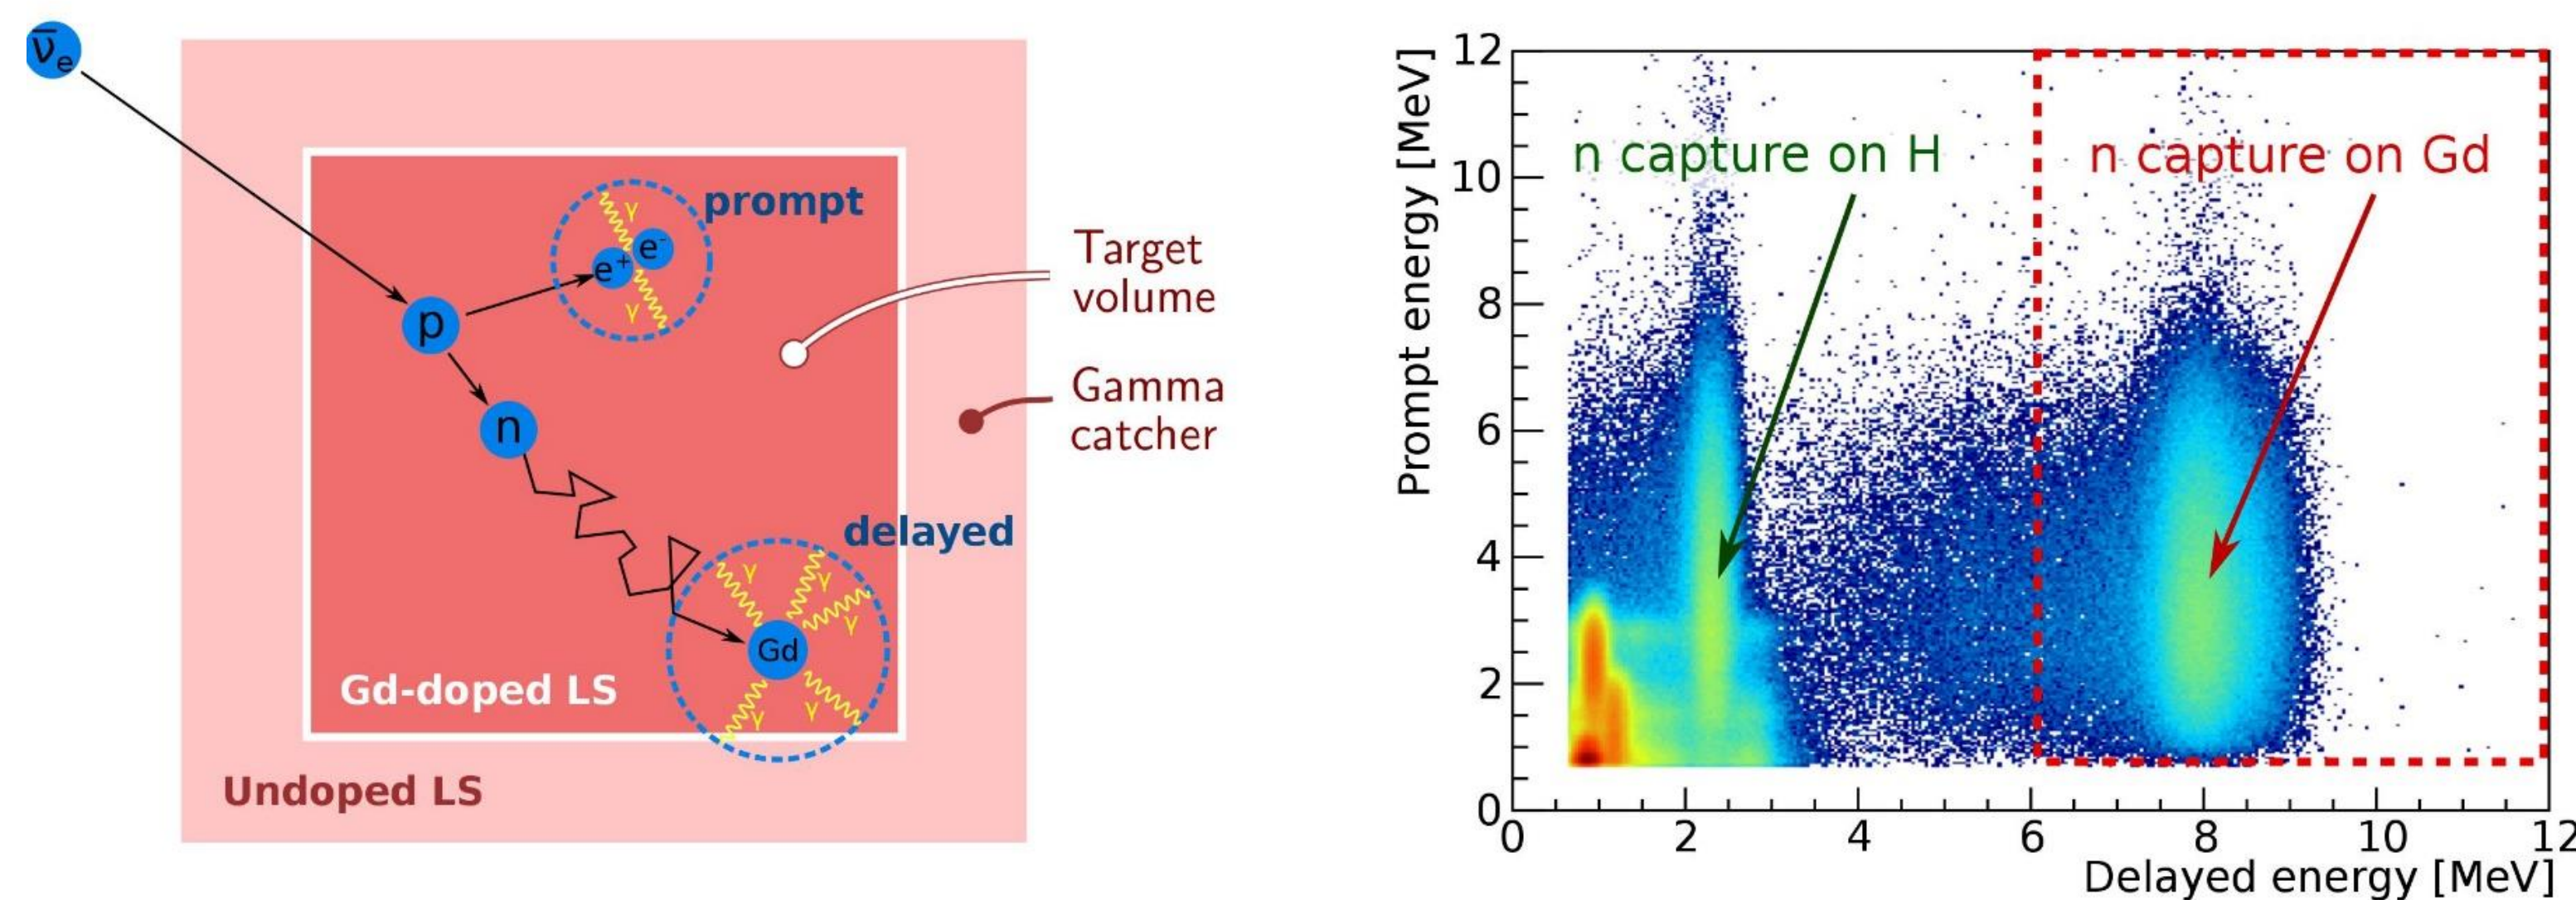 ν̅e
prompt
γ
e⁻
e⁺
γ
p
Target
volume
Gamma
catcher
n
delayed
γ
γ
γ
Gd
γ
γ
Gd-doped LS
Undoped LS
Prompt energy [MeV]
12
10
8
6
4
2
0
n capture on H
n capture on Gd
0 2 4 6 8 10 12
Delayed energy [MeV]